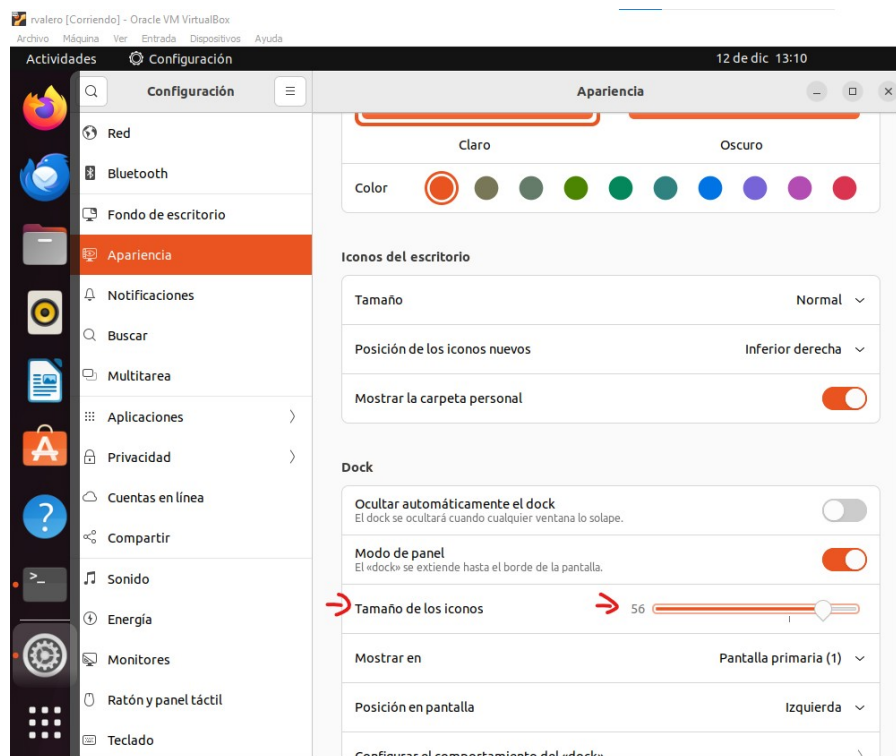 rvalero [Corriendo] - Oracle VM VirtualBox
Archivo Máquina Ver Entrada Dispositivos Ayuda
Actividades Configuración 12 de dic 13:10
Configuración
Red
Bluetooth
Fondo de escritorio
Apariencia
Notificaciones
Buscar
Multitarea
Aplicaciones
Privacidad
Cuentas en línea
Compartir
Sonido
Energía
Monitores
Ratón y panel táctil
Teclado
Apariencia
Claro Oscuro
Color
Iconos del escritorio
Tamaño Normal
Posición de los iconos nuevos Inferior derecha
Mostrar la carpeta personal
Dock
Ocultar automáticamente el dock
El dock se ocultará cuando cualquier ventana lo solape.
Modo de panel
El «dock» se extiende hasta el borde de la pantalla.
Tamaño de los iconos 56
Mostrar en Pantalla primaria (1)
Posición en pantalla Izquierda
Configurar el comportamiento del «dock»